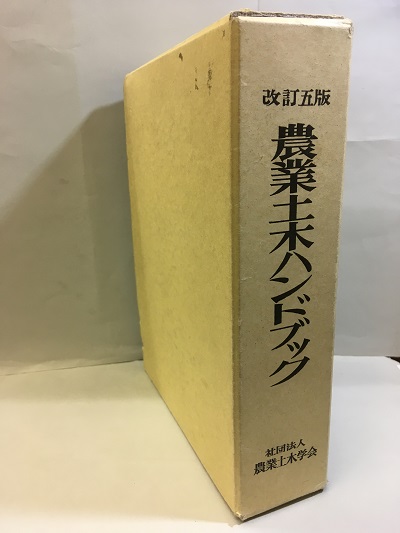 改訂五版
農業土木ハンドブック
社団法人
農業土木学会